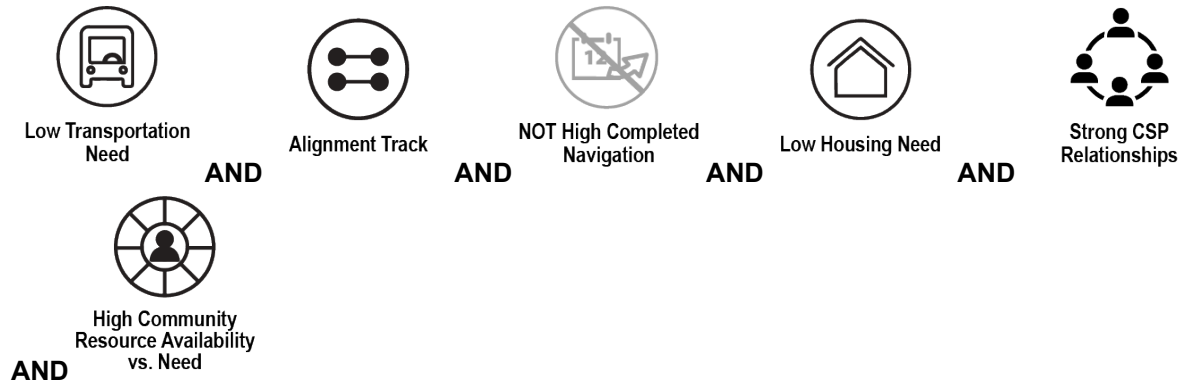 12
Low Transportation
Need
AND
Alignment Track
AND
NOT High Completed
Navigation
AND
Low Housing Need
AND
Strong CSP
Relationships
AND
High Community
Resource Availability
vs. Need